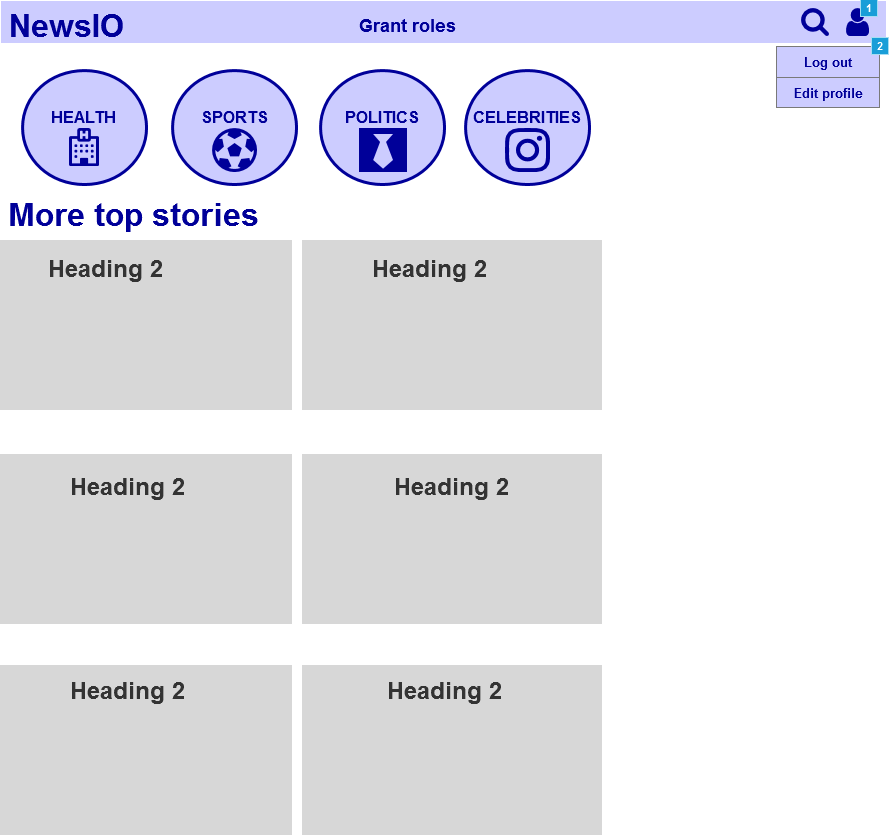 NewsIO
Grant roles
1
2
Log out
Edit profile
HEALTH
SPORTS
POLITICS
CELEBRITIES
H
More top stories
Heading 2
Heading 2
Heading 2
Heading 2
Heading 2
Heading 2